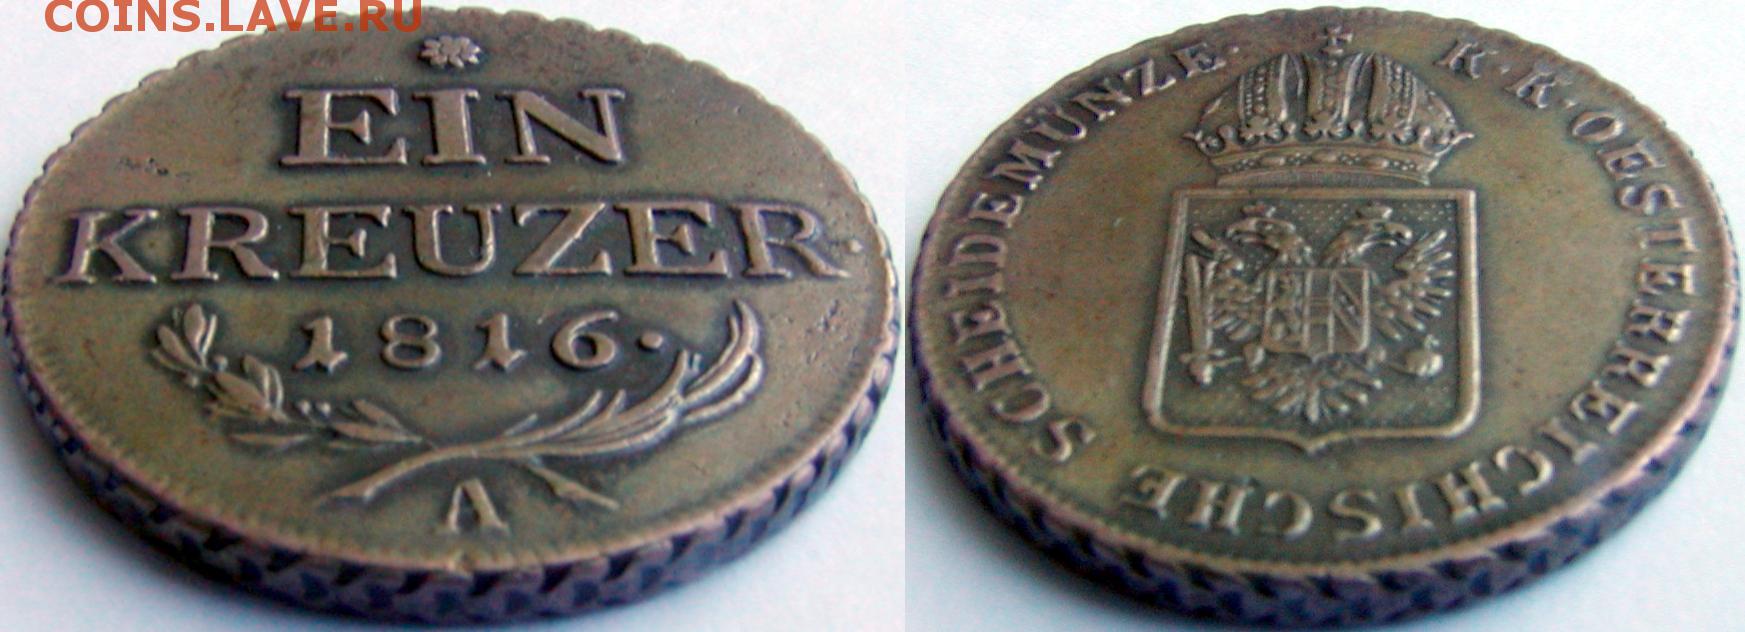 COINS.LAVE.RU
EIN
KREUZER.
1816.
A
K·K·OESTERREICHISCHE SCHEIDEMÜNZE·